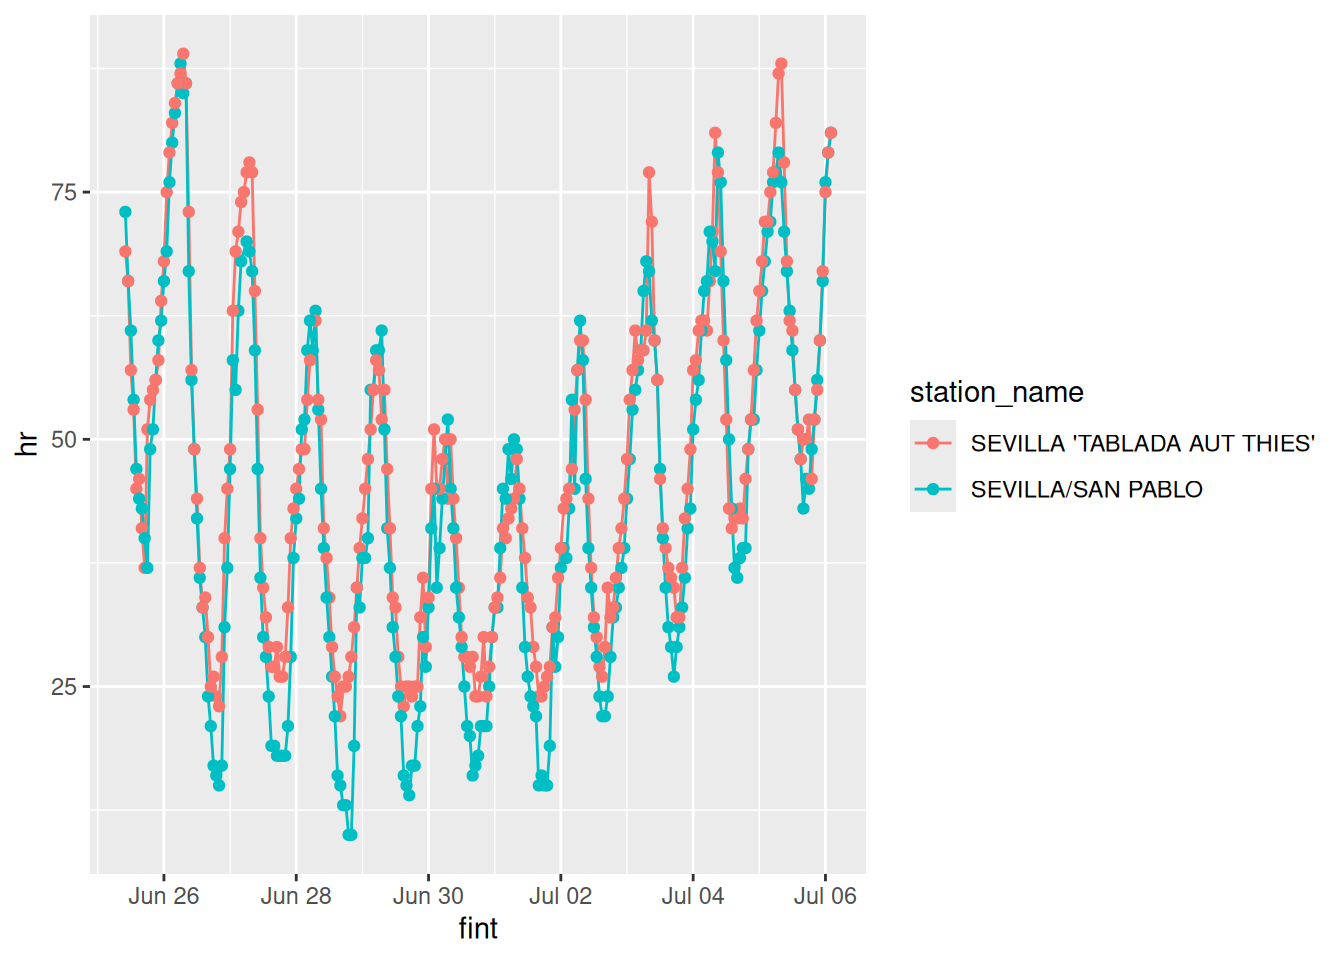 75
50
25
hr
Jun 26
Jun 28
Jun 30
Jul 02
Jul 04
Jul 06
fint
station_name
SEVILLA 'TABLADA AUT THIES'
SEVILLA/SAN PABLO